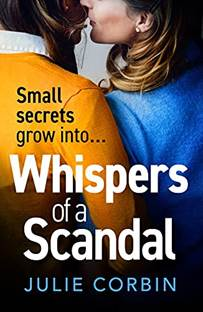 Small
secrets
grow into...
Whispers
of a
Scandal
JULIE CORBIN